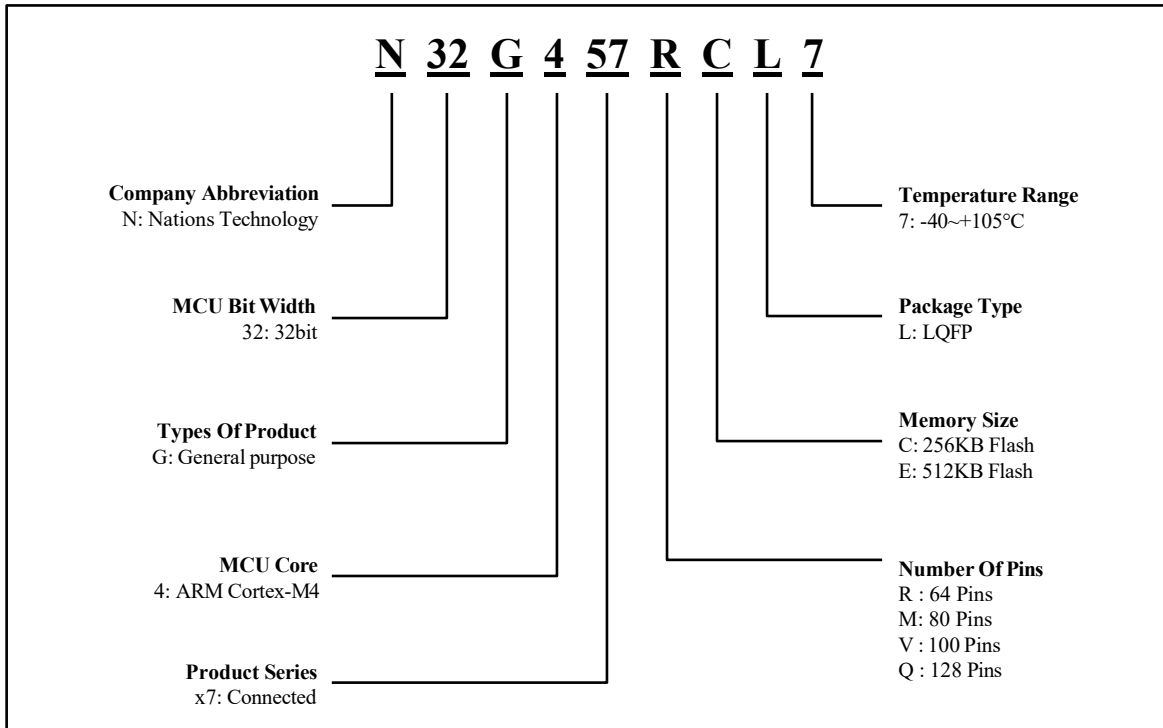 N 32 G 4 57 R C L 7
Company Abbreviation
N: Nations Technology
MCU Bit Width
32: 32bit
Types Of Product
G: General purpose
MCU Core
4: ARM Cortex-M4
Product Series
x7: Connected
Temperature Range
7: -40~+105°C
Package Type
L: LQFP
Memory Size
C: 256KB Flash
E: 512KB Flash
Number Of Pins
R : 64 Pins
M: 80 Pins
V : 100 Pins
Q : 128 Pins